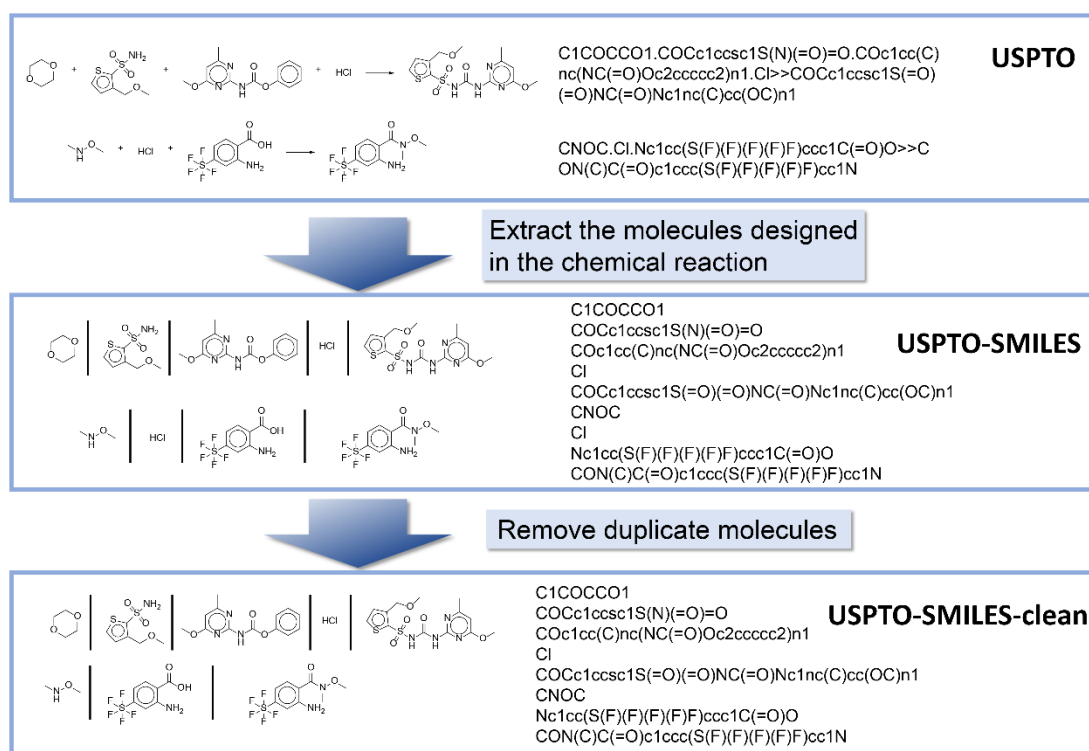 C1COCCO1.COCc1ccsc1S(N)(=O)=O.COc1cc(C)
nc(NC(=O)Oc2ccccc2)n1.Cl>>COCc1ccsc1S(=O)
(=O)NC(=O)Nc1nc(C)cc(OC)n1
USPTO
CNOC.Cl.Nc1cc(S(F)(F)(F)(F)F)ccc1C(=O)O>>C
ON(C)C(=O)c1ccc(S(F)(F)(F)(F)F)cc1N
Extract the molecules designed
in the chemical reaction
USPTO-SMILES
C1COCCO1
COCc1ccsc1S(N)(=O)=O
COc1cc(C)nc(NC(=O)Oc2ccccc2)n1
Cl
COCc1ccsc1S(=O)(=O)NC(=O)Nc1nc(C)cc(OC)n1
CNOC
Cl
Nc1cc(S(F)(F)(F)(F)F)ccc1C(=O)O
CON(C)C(=O)c1ccc(S(F)(F)(F)(F)F)cc1N
Remove duplicate molecules
USPTO-SMILES-clean
C1COCCO1
COCc1ccsc1S(N)(=O)=O
COc1cc(C)nc(NC(=O)Oc2ccccc2)n1
Cl
COCc1ccsc1S(=O)(=O)NC(=O)Nc1nc(C)cc(OC)n1
CNOC
Nc1cc(S(F)(F)(F)(F)F)ccc1C(=O)O
CON(C)C(=O)c1ccc(S(F)(F)(F)(F)F)cc1N